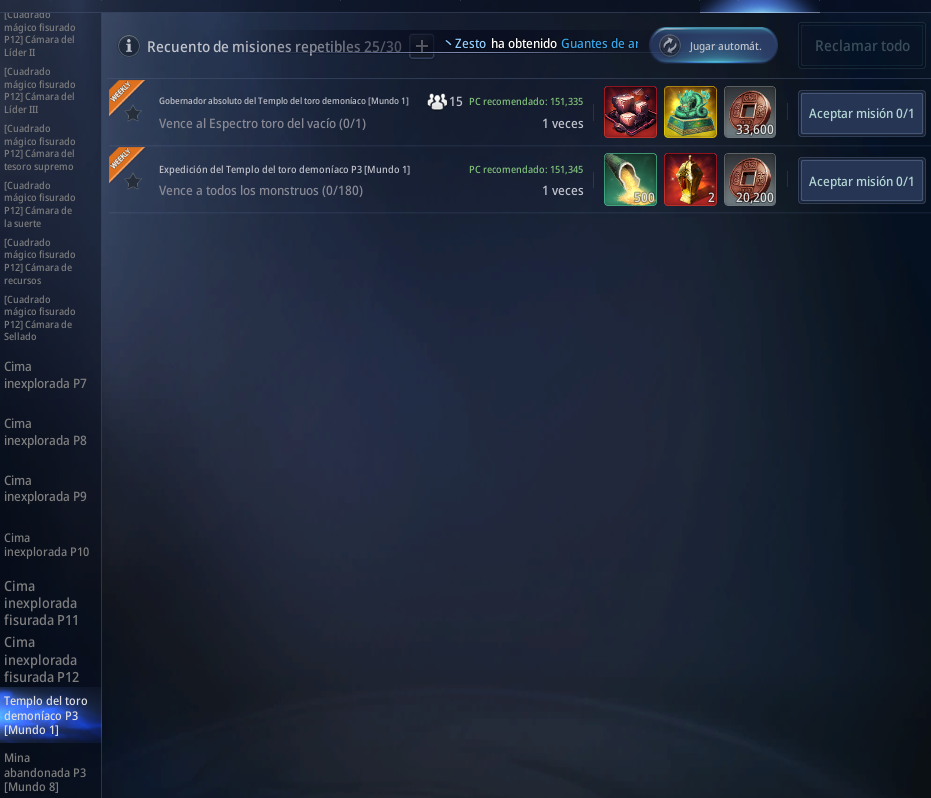 [Cuadrado
mágico fisurado
P12] Cámara del
Líder II
[Cuadrado
mágico fisurado
P12] Cámara del
Líder III
[Cuadrado
mágico fisurado
P12] Cámara del
tesoro supremo
[Cuadrado
mágico fisurado
P12] Cámara de
la suerte
[Cuadrado
mágico fisurado
P12] Cámara de
recursos
[Cuadrado
mágico fisurado
P12] Cámara de
Sellado
Cima
inexplorada P7
Cima
inexplorada P8
Cima
inexplorada P9
Cima
inexplorada P10
Cima
inexplorada
fisurada P11
Cima
inexplorada
fisurada P12
Templo del toro
demoníaco P3
[Mundo 1]
Mina
abandonada P3
[Mundo 8]
Recuento de misiones repetibles 25/30
Zesto ha obtenido Guantes de
Jugar automát.
Reclamar todo
WEEKLY
Gobernador absoluto del Templo del toro demoníaco [Mundo 1] 15 PC recomendado: 151,335
Vence al Espectro toro del vacío (0/1) 1 veces
33,600
Aceptar misión 0/1
WEEKLY
Expedición del Templo del toro demoníaco P3 [Mundo 1] PC recomendado: 151,345
Vence a todos los monstruos (0/180) 1 veces
500 2 20,200
Aceptar misión 0/1